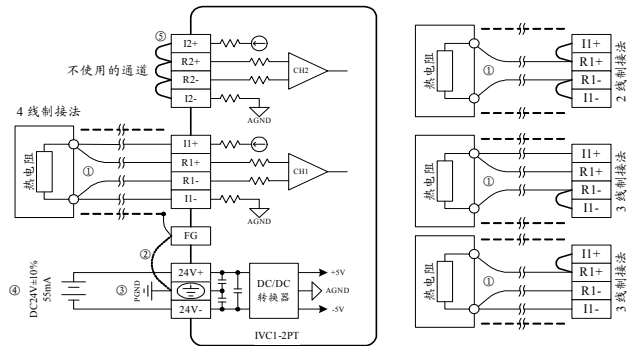 ⑤
I2+
R2+
不使用的通道
R2-
CH2
I2-
AGND
4 线制接法
I1+
热电阻
①
R1+
R1-
CH1
I1-
AGND
FG
②
④
DC24V±10%
55mA
③
PGND
24V+
24V-
DC/DC
转换器
+5V
AGND
-5V
IVC1-2PT
热电阻
①
I1+
R1+
R1-
I1-
2 线制接法
热电阻
①
I1+
R1+
R1-
I1-
3 线制接法
热电阻
①
I1+
R1+
R1-
I1-
3 线制接法